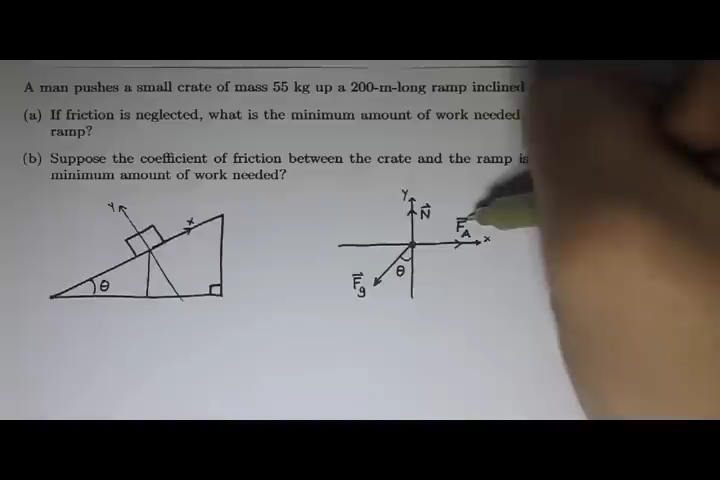 A man pushes a small crate of mass 55 kg up a 200-m-long ramp inclined
(a) If friction is neglected, what is the minimum amount of work needed
ramp?
(b) Suppose the coefficient of friction between the crate and the ramp is
minimum amount of work needed?
y
x
θ
y
N⃗
F⃗A
x
θ
F⃗g